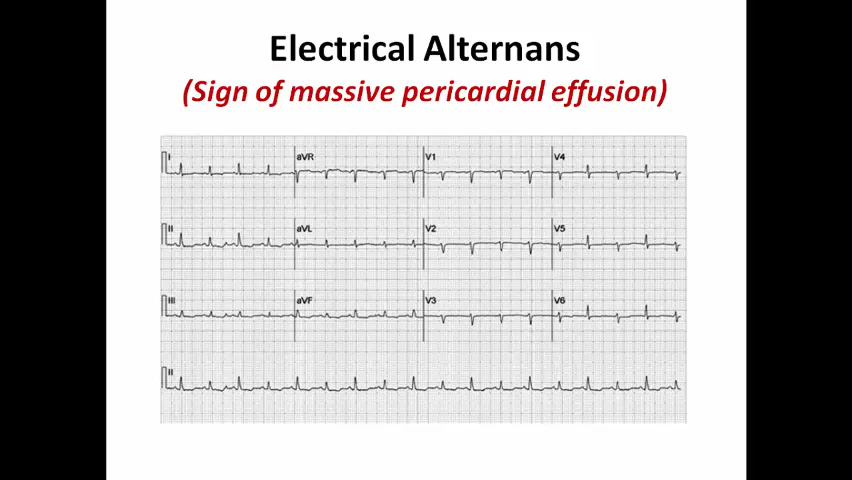 Electrical Alternans
(Sign of massive pericardial effusion)
I aVR V1 V4
II aVL V2 V5
III aVF V3 V6
II